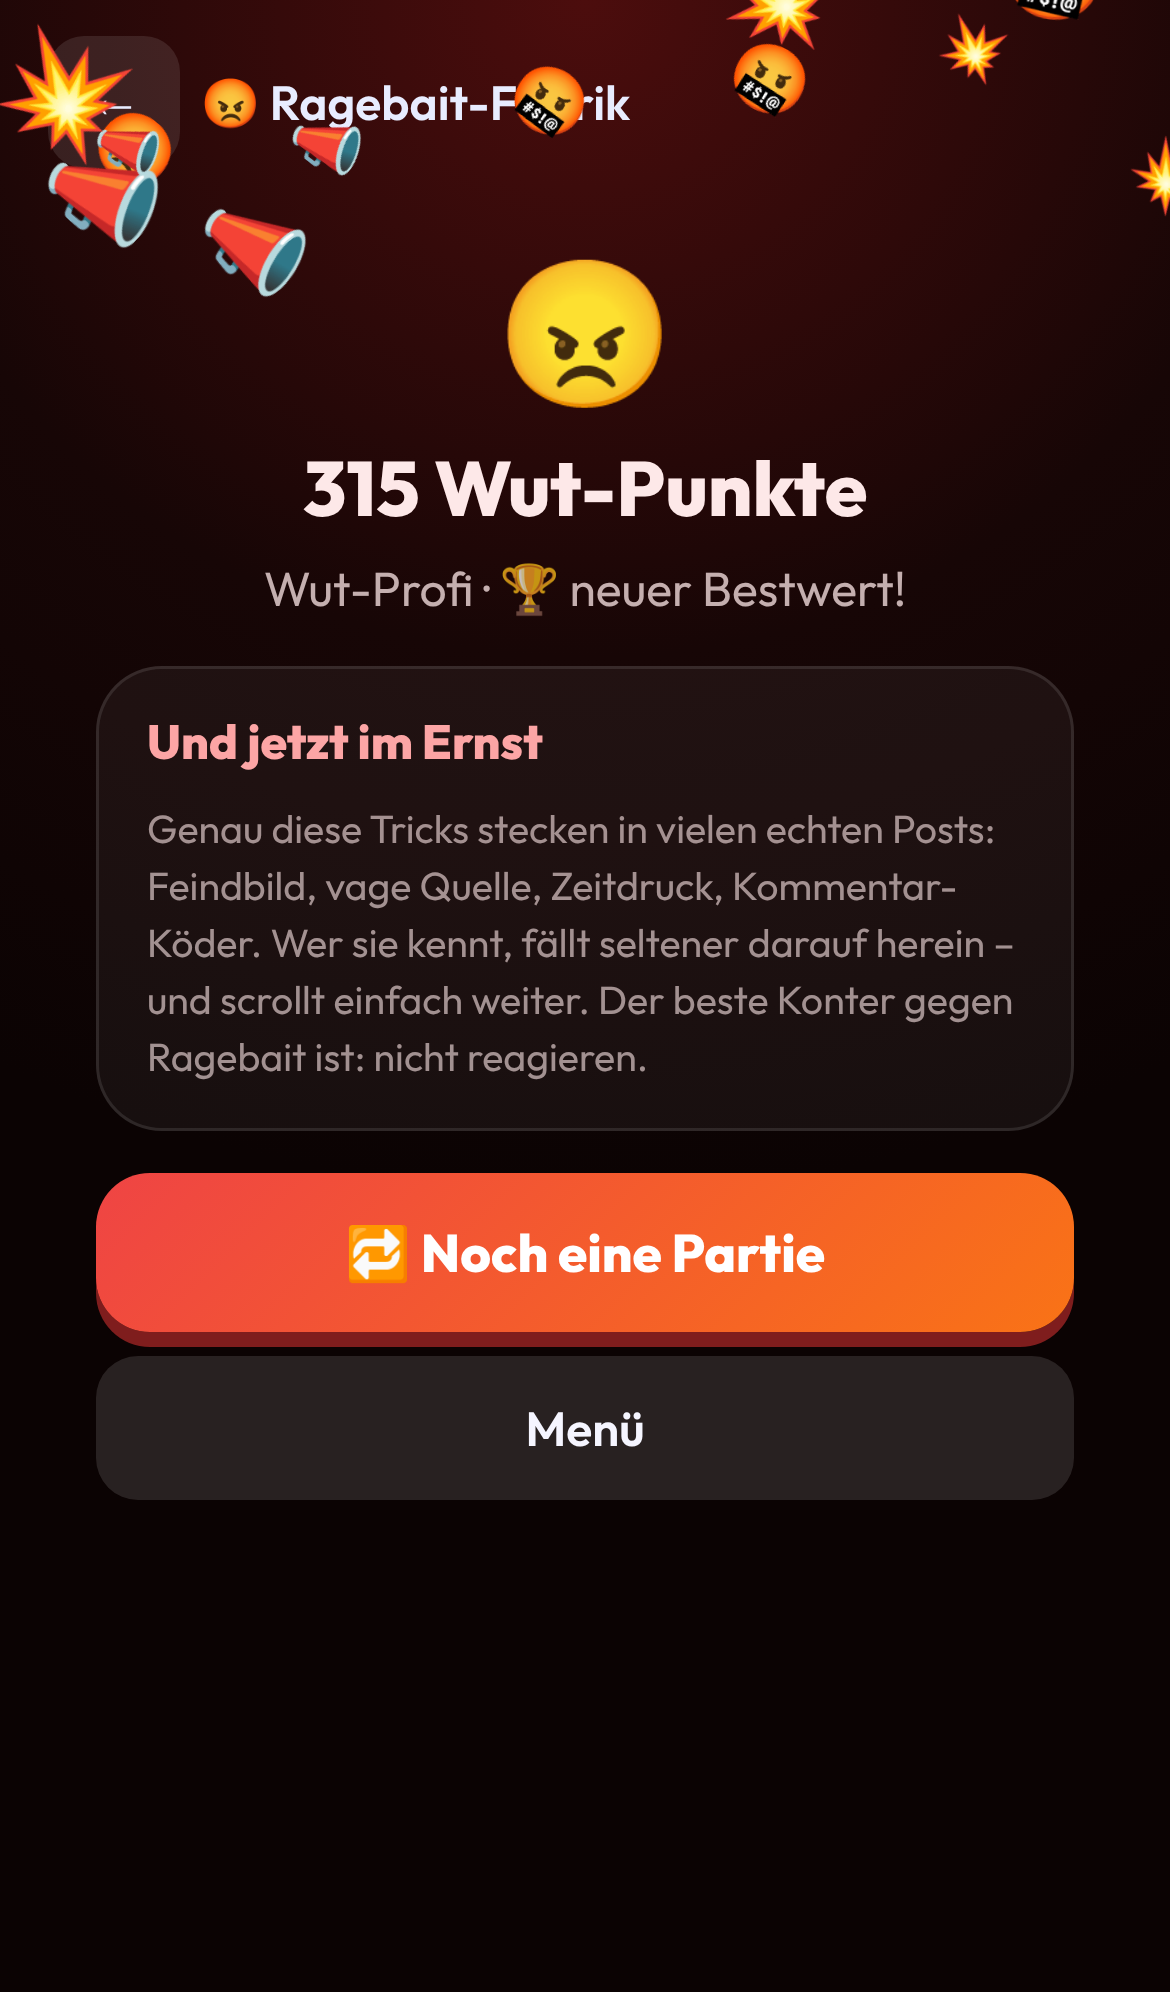 😡 Ragebait-F🤬rik
315 Wut-Punkte
Wut-Profi · 🏆 neuer Bestwert!
Und jetzt im Ernst
Genau diese Tricks stecken in vielen echten Posts:
Feindbild, vage Quelle, Zeitdruck, Kommentar-
Köder. Wer sie kennt, fällt seltener darauf herein –
und scrollt einfach weiter. Der beste Konter gegen
Ragebait ist: nicht reagieren.
🔁 Noch eine Partie
Menü